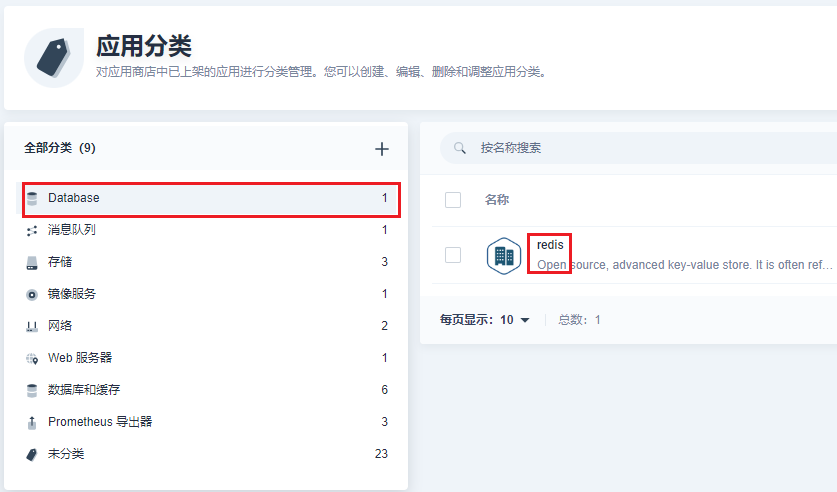 应用分类
对应用商店中已上架的应用进行分类管理。您可以创建、编辑、删除和调整应用分类。
全部分类（9）
Database 1
消息队列 1
存储 3
镜像服务 1
网络 2
Web 服务器 1
数据库和缓存 6
Prometheus 导出器 3
未分类 23
按名称搜索
名称
redis
Open source, advanced key-value store. It is often ref...
每页显示：10 总数：1